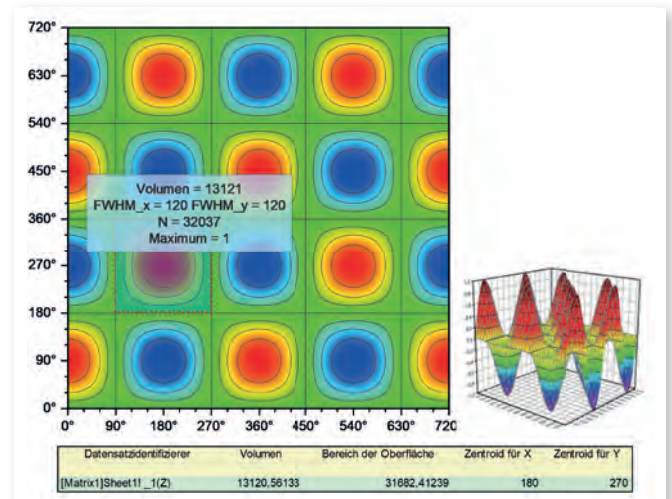 720°
630°
540°
450°
360°
270°
180°
90°
0°
Volumen = 13121
FWHM_x = 120 FWHM_y = 120
N = 32037
Maximum = 1
0° 90° 180° 270° 360° 450° 540° 630° 720°
Datensatzidentifizierer Volumen Bereich der Oberfläche Zentroid für X Zentroid für Y
[Matrix1]Sheet1! _1(Z) 13120,56133 31682,41239 180 270